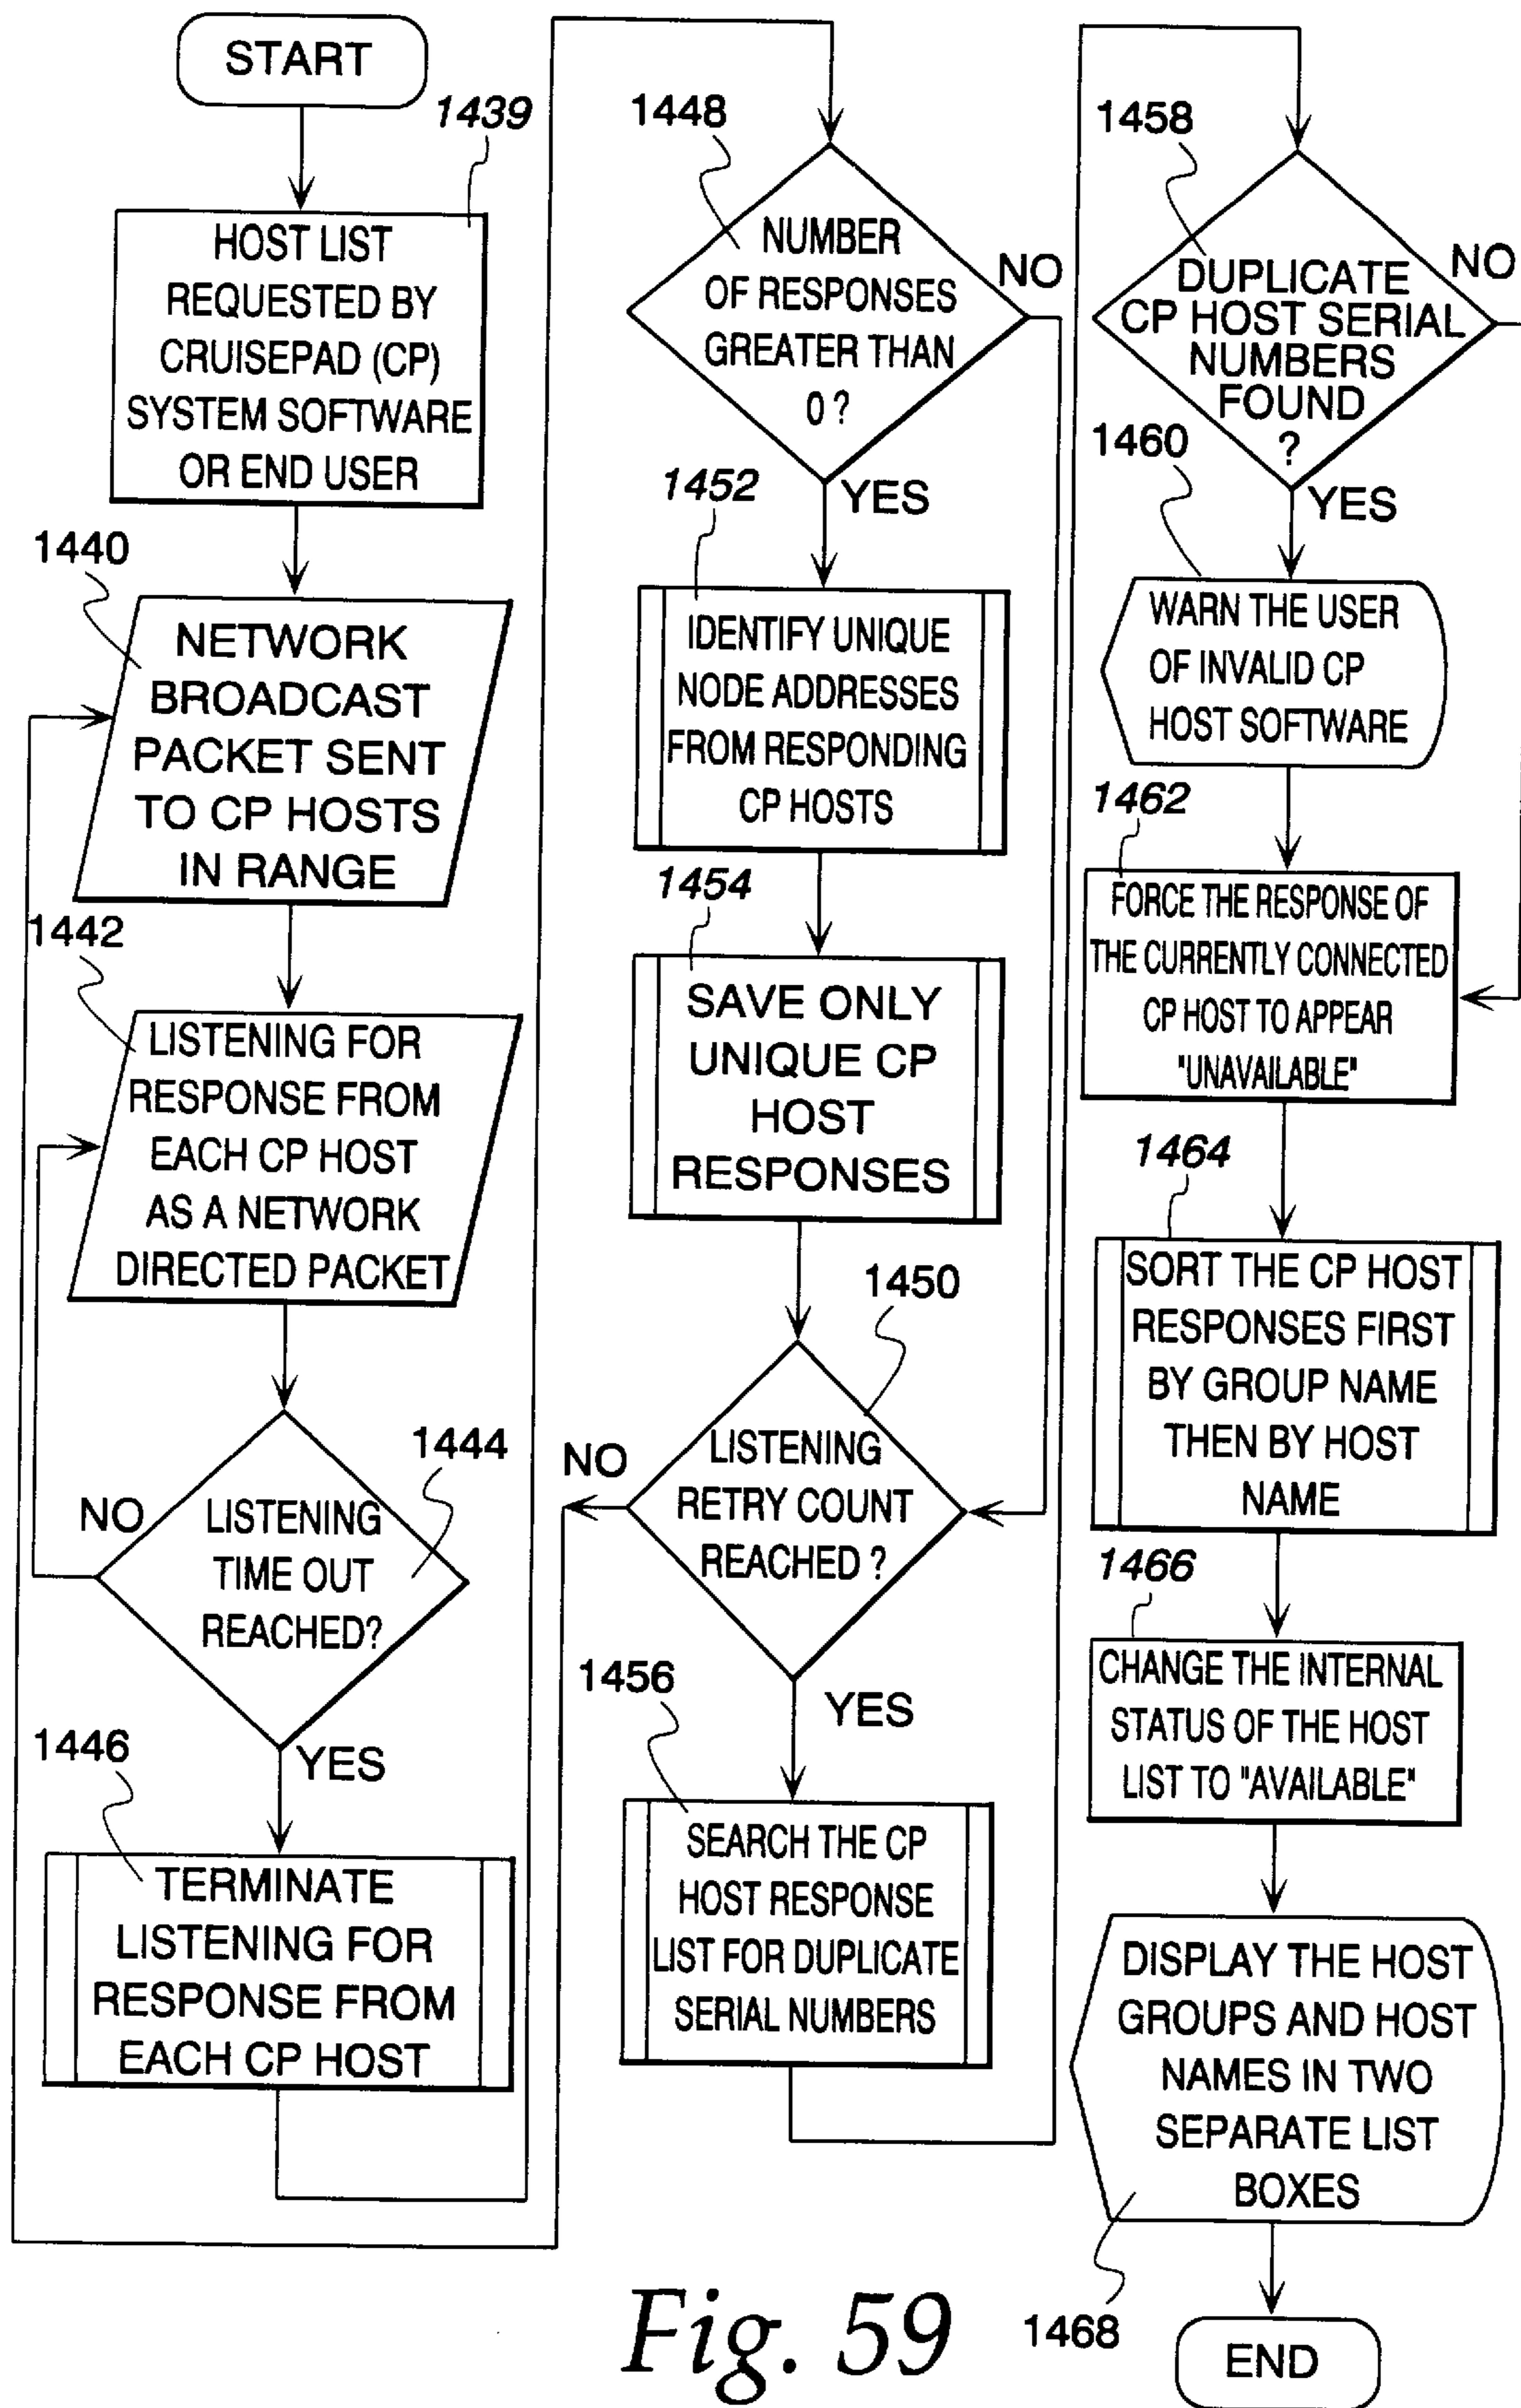 START
1439
HOST LIST
REQUESTED BY
CRUISEPAD (CP)
SYSTEM SOFTWARE
OR END USER
1440
NETWORK
BROADCAST
PACKET SENT
TO CP HOSTS
IN RANGE
1442
LISTENING FOR
RESPONSE FROM
EACH CP HOST
AS A NETWORK
DIRECTED PACKET
1444
NO
LISTENING
TIME OUT
REACHED?
YES
1446
TERMINATE
LISTENING FOR
RESPONSE FROM
EACH CP HOST
1448
NUMBER
OF RESPONSES
GREATER THAN
0 ?
NO
YES
1452
IDENTIFY UNIQUE
NODE ADDRESSES
FROM RESPONDING
CP HOSTS
1454
SAVE ONLY
UNIQUE CP
HOST
RESPONSES
1450
NO
LISTENING
RETRY COUNT
REACHED ?
YES
1456
SEARCH THE CP
HOST RESPONSE
LIST FOR DUPLICATE
SERIAL NUMBERS
1458
DUPLICATE
CP HOST SERIAL
NUMBERS
FOUND
?
NO
YES
1460
WARN THE USER
OF INVALID CP
HOST SOFTWARE
1462
FORCE THE RESPONSE OF
THE CURRENTLY CONNECTED
CP HOST TO APPEAR
"UNAVAILABLE"
1464
SORT THE CP HOST
RESPONSES FIRST
BY GROUP NAME
THEN BY HOST
NAME
1466
CHANGE THE INTERNAL
STATUS OF THE HOST
LIST TO "AVAILABLE"
DISPLAY THE HOST
GROUPS AND HOST
NAMES IN TWO
SEPARATE LIST
BOXES
1468
END
Fig. 59